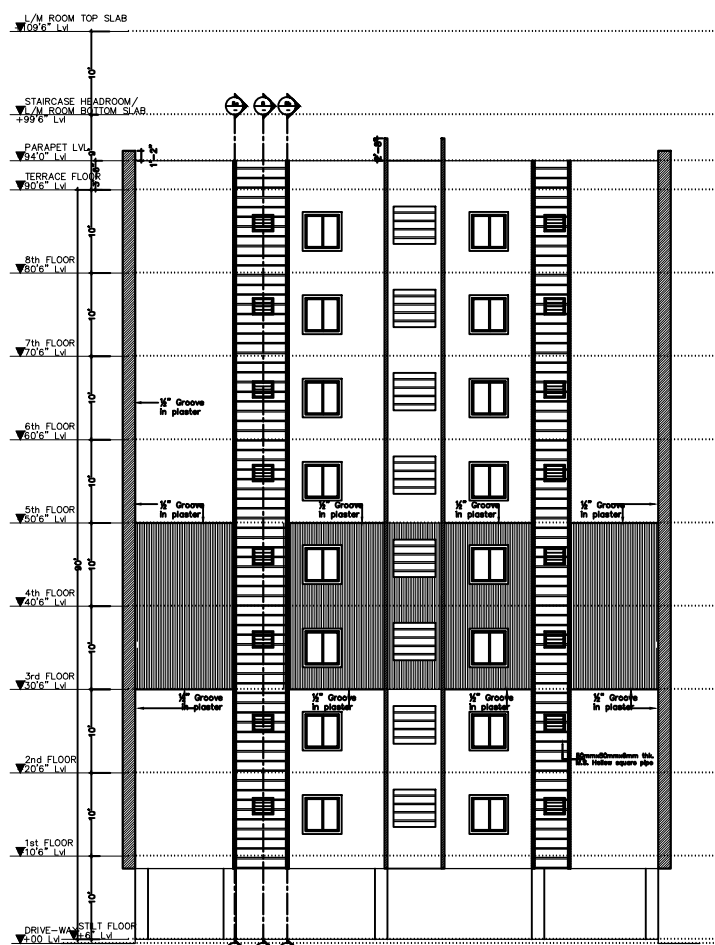 L/M ROOM TOP SLAB
109'6" Lvl
10'
STAIRCASE HEADROOM/
L/M ROOM BOTTOM SLAB
+99'6" Lvl
PARAPET LVL
94'0" Lvl
1'-2"
TERRACE FLOOR
90'6" Lvl
10'
8th FLOOR
80'6" Lvl
10'
7th FLOOR
70'6" Lvl
10'
½" Groove
in plaster
6th FLOOR
60'6" Lvl
10'
½" Groove
in plaster
½" Groove
in plaster
½" Groove
in plaster
½" Groove
in plaster
5th FLOOR
50'6" Lvl
90'
10'
4th FLOOR
40'6" Lvl
10'
3rd FLOOR
30'6" Lvl
½" Groove
in plaster
½" Groove
in plaster
½" Groove
in plaster
½" Groove
in plaster
10'
M.S. Hollow square pipe
2nd FLOOR
20'6" Lvl
10'
1st FLOOR
10'6" Lvl
10'
DRIVE-WAY
+00 Lvl
STILT FLOOR
+6" Lvl